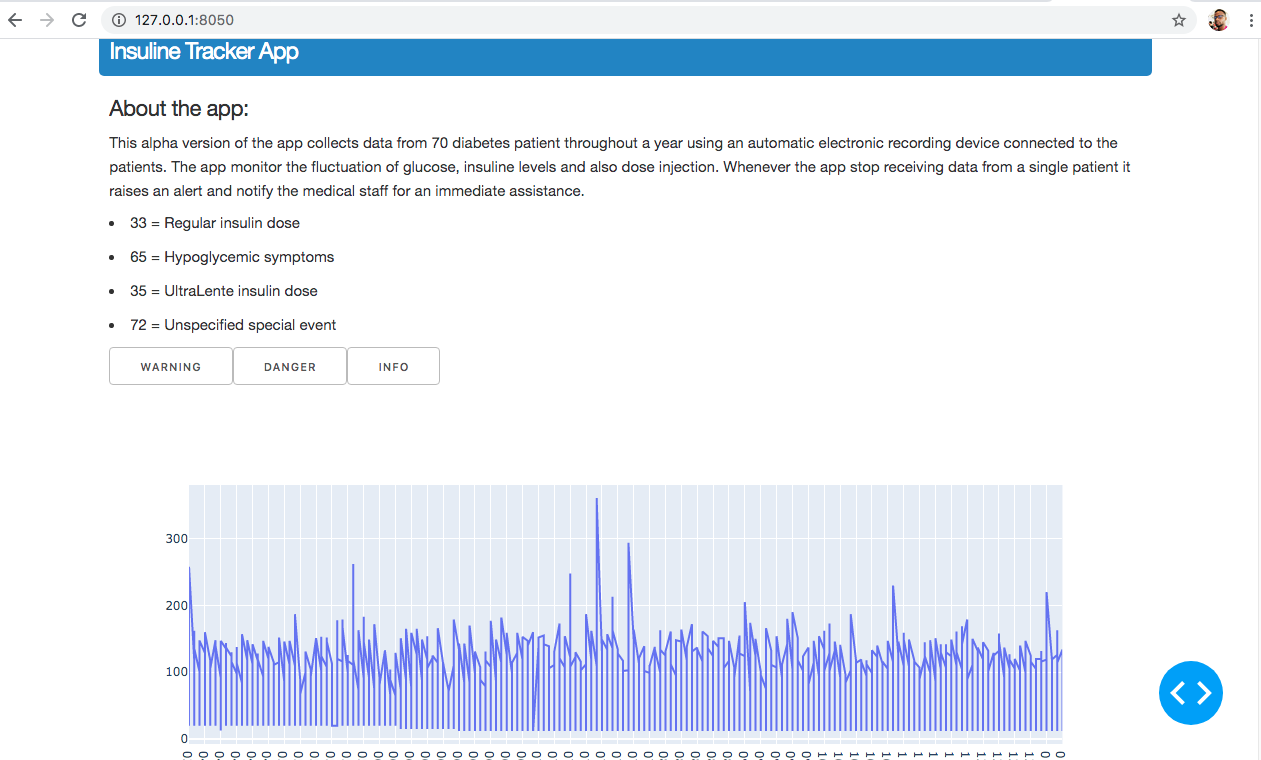 127.0.0.1:8050
Insuline Tracker App
About the app:
This alpha version of the app collects data from 70 diabetes patient throughout a year using an automatic electronic recording device connected to the
patients. The app monitor the fluctuation of glucose, insuline levels and also dose injection. Whenever the app stop receiving data from a single patient it
raises an alert and notify the medical staff for an immediate assistance.
33 = Regular insulin dose
65 = Hypoglycemic symptoms
35 = UltraLente insulin dose
72 = Unspecified special event
WARNING DANGER INFO
300
200
100
0